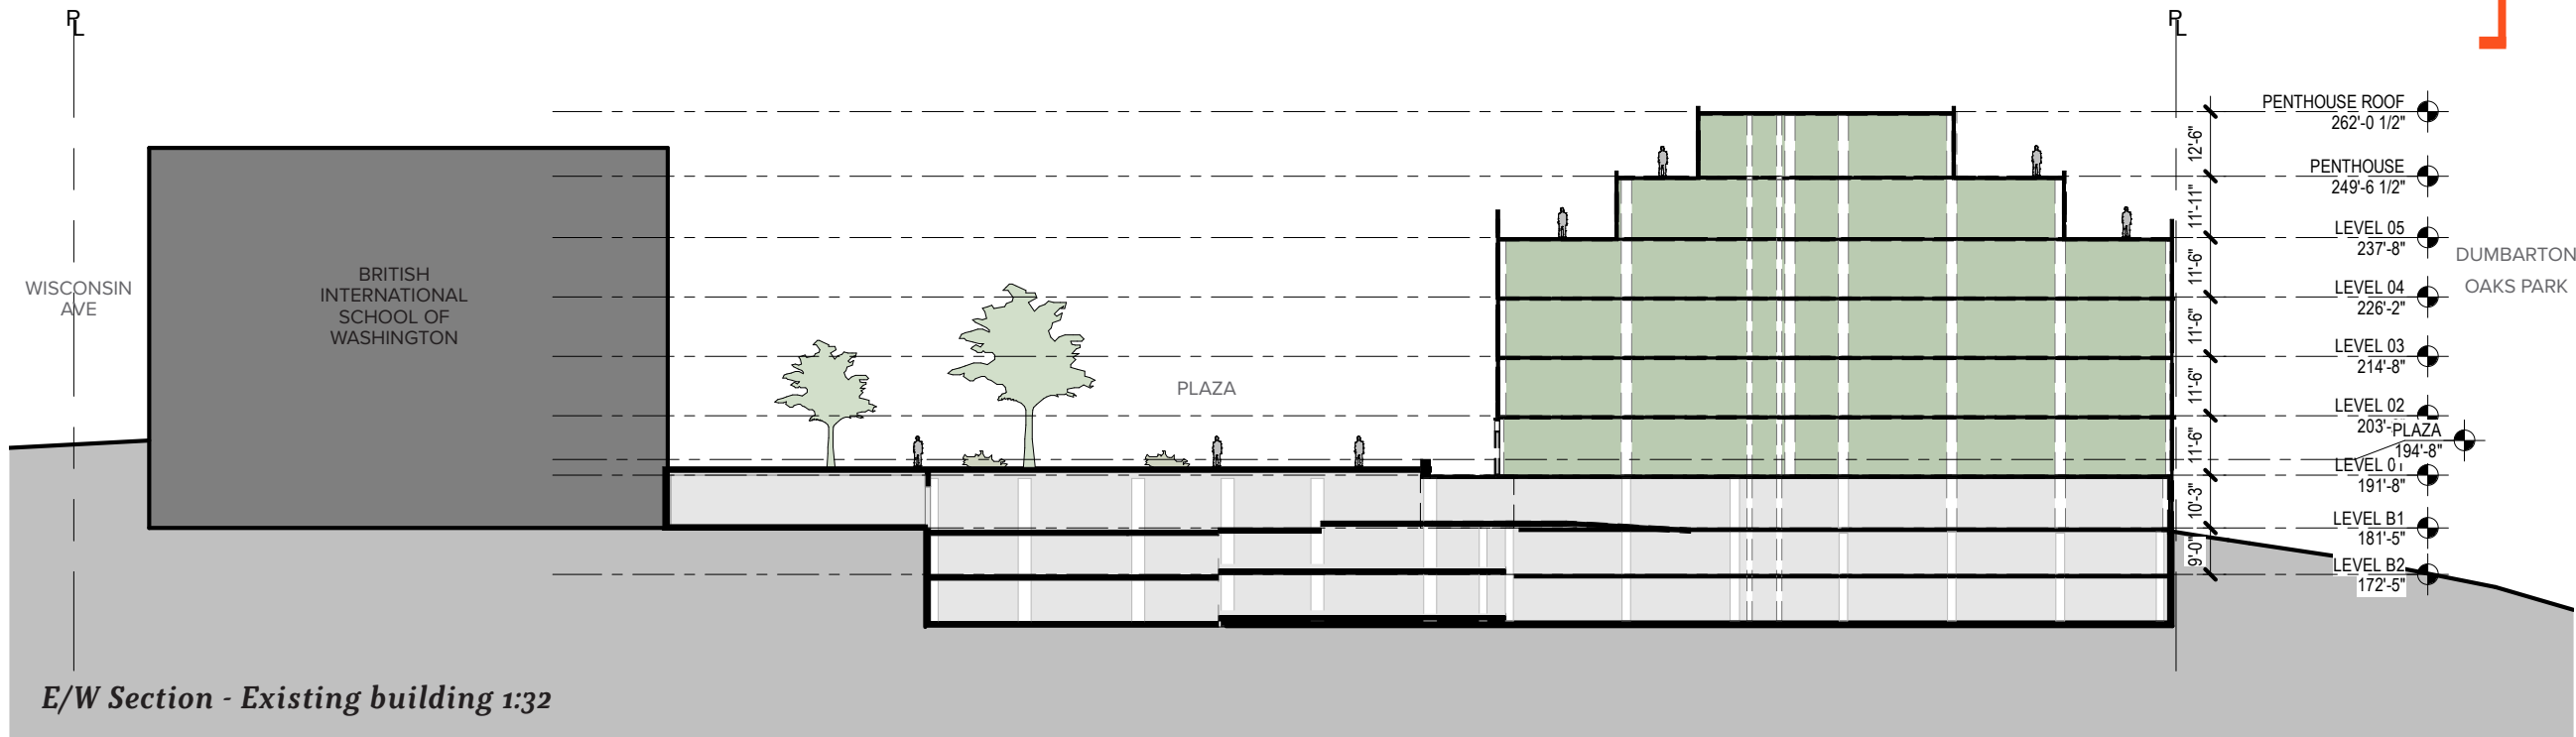 PL
PL
PENTHOUSE ROOF
262'-0 1/2"
12'-6"
PENTHOUSE
249'-6 1/2"
11'-11"
LEVEL 05
237'-8"
11'-6"
LEVEL 04
226'-2"
11'-6"
LEVEL 03
214'-8"
11'-6"
LEVEL 02
203'-
PLAZA
194'-8"
11'-6"
LEVEL 01
191'-8"
10'-3"
LEVEL B1
181'-5"
9'-0"
LEVEL B2
172'-5"
DUMBARTON
OAKS PARK
WISCONSIN
AVE
BRITISH
INTERNATIONAL
SCHOOL OF
WASHINGTON
PLAZA
E/W Section - Existing building 1:32